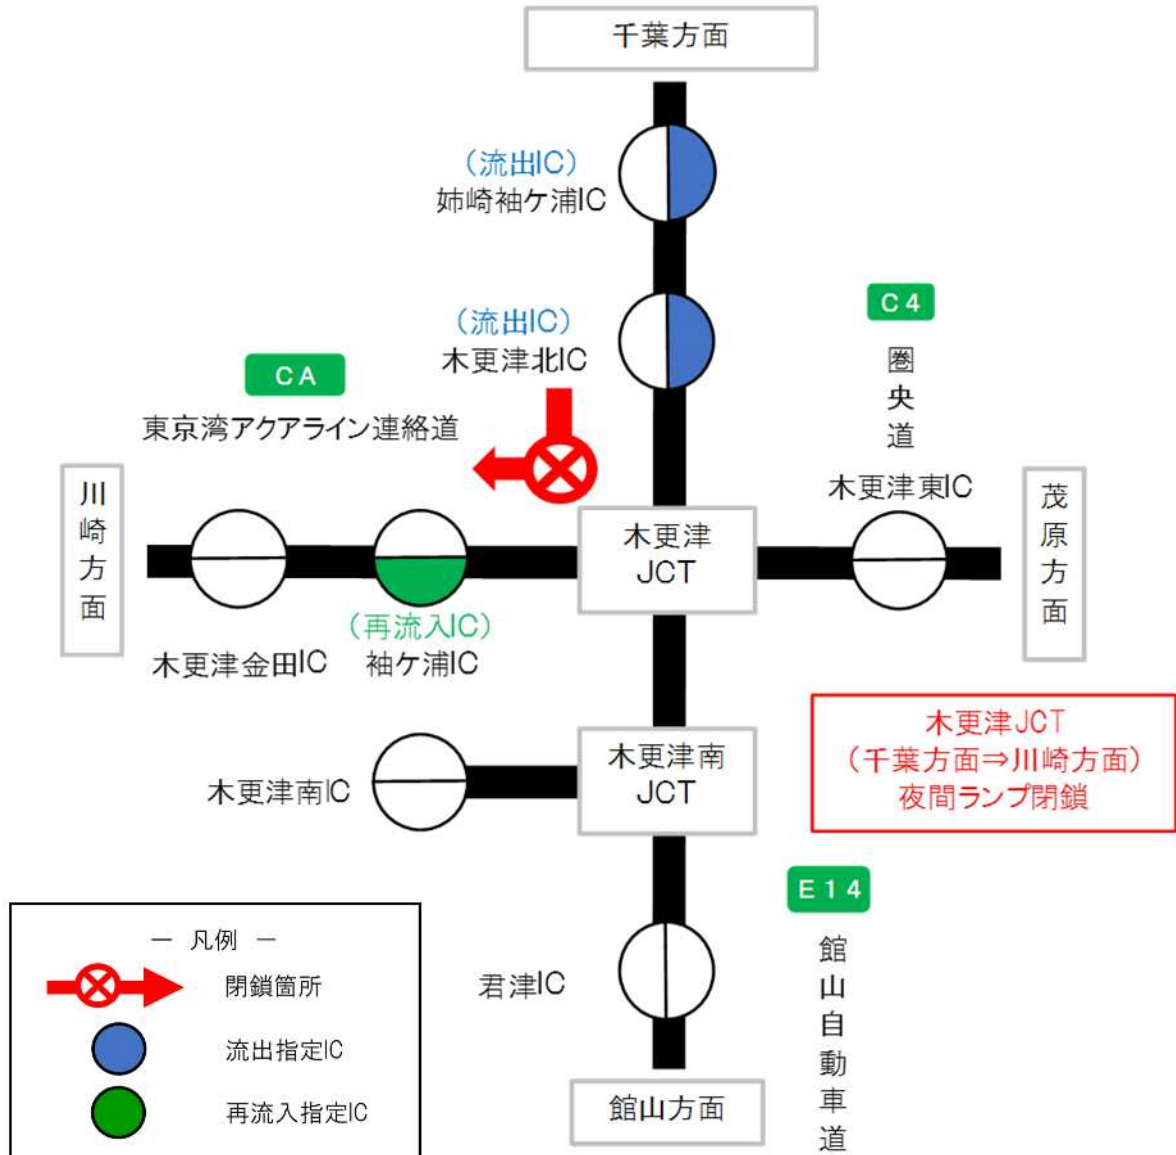 千葉方面
（流出IC）
姉崎袖ケ浦IC
（流出IC）
木更津北IC
C4
圏央道
CA
東京湾アクアライン連絡道
木更津東IC
川崎方面
茂原方面
木更津
JCT
（再流入IC）
袖ケ浦IC
木更津金田IC
木更津JCT
（千葉方面⇒川崎方面）
夜間ランプ閉鎖
木更津南
JCT
木更津南IC
E14
館山自動車道
君津IC
館山方面
― 凡例 ―
閉鎖箇所
流出指定IC
再流入指定IC